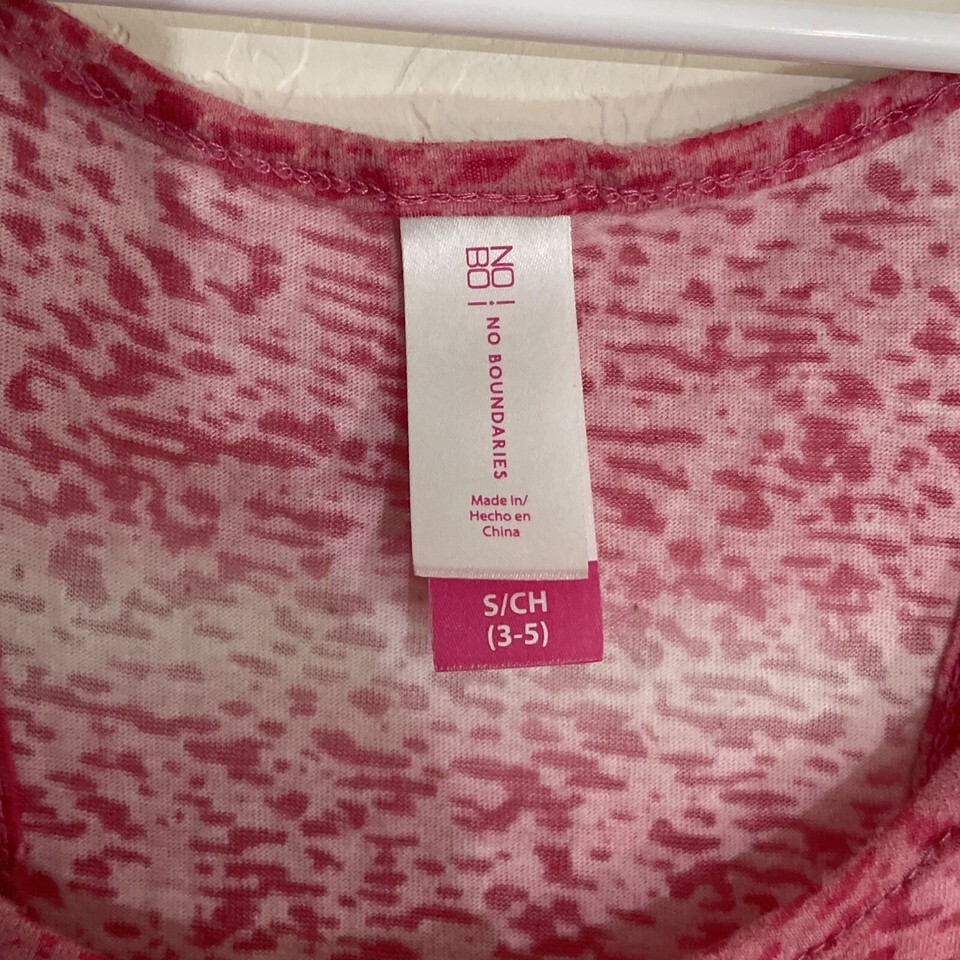 NO
BO
NO BOUNDARIES
Made In/
Hecho en
China
S/CH
(3-5)